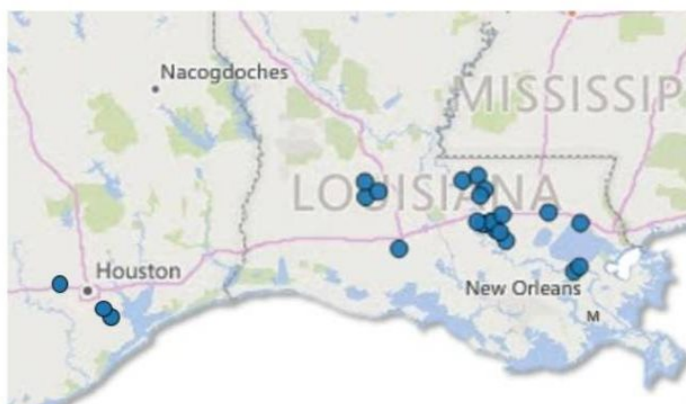 Nacogdoches
MISSISSIP
LOUISIANA
Houston
New Orleans
M